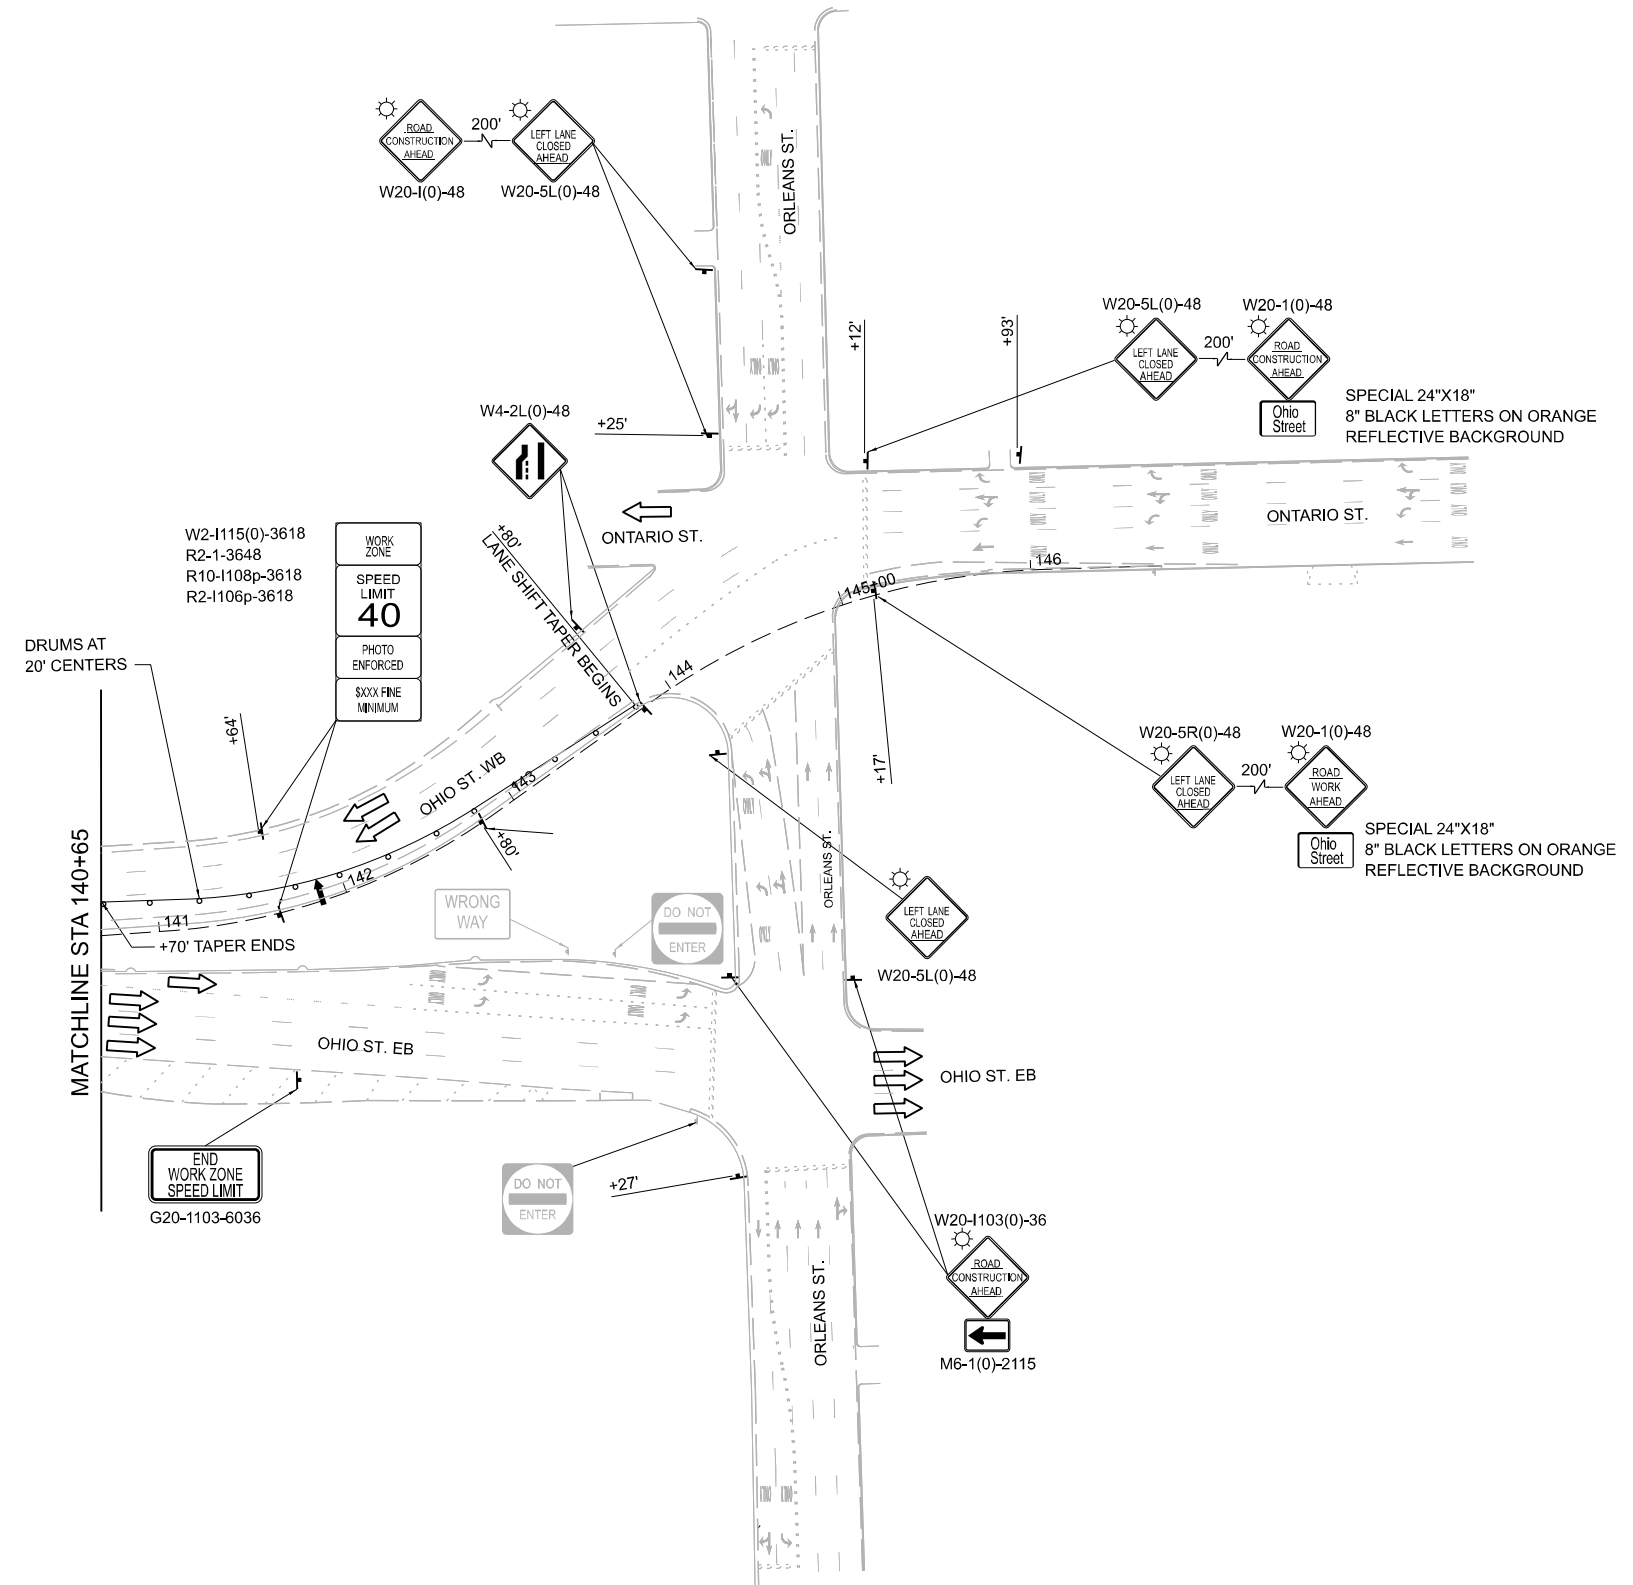 ORLEANS ST.
ROAD
CONSTRUCTION
AHEAD
200'
LEFT LANE
CLOSED
AHEAD
W20-I(0)-48
W20-5L(0)-48
ONLY
W20-5L(0)-48
W20-1(0)-48
+12'
+93'
LEFT LANE
CLOSED
AHEAD
200'
ROAD
CONSTRUCTION
AHEAD
Ohio
Street
SPECIAL 24"X18"
8" BLACK LETTERS ON ORANGE
REFLECTIVE BACKGROUND
W4-2L(0)-48
+25'
ONLY
ONLY
ONTARIO ST.
ONTARIO ST.
W2-I115(0)-3618
R2-1-3648
R10-I108p-3618
R2-I106p-3618
WORK
ZONE
SPEED
LIMIT
40
PHOTO
ENFORCED
$XXX FINE
MINIMUM
+80'
LANE SHIFT TAPER BEGINS
146
145+00
144
DRUMS AT
20' CENTERS
+64'
OHIO ST. WB
143
+80'
142
141
+70' TAPER ENDS
MATCHLINE STA 140+65
+17'
W20-5R(0)-48
W20-1(0)-48
LEFT LANE
CLOSED
AHEAD
200'
ROAD
WORK
AHEAD
Ohio
Street
SPECIAL 24"X18"
8" BLACK LETTERS ON ORANGE
REFLECTIVE BACKGROUND
ONLY
ONLY
ORLEANS ST.
WRONG
WAY
DO NOT
ENTER
LEFT LANE
CLOSED
AHEAD
W20-5L(0)-48
OHIO ST. EB
OHIO ST. EB
END
WORK ZONE
SPEED LIMIT
G20-1103-6036
DO NOT
ENTER
+27'
W20-I103(0)-36
ROAD
CONSTRUCTION
AHEAD
M6-1(0)-2115
ORLEANS ST.
ONLY
ONLY